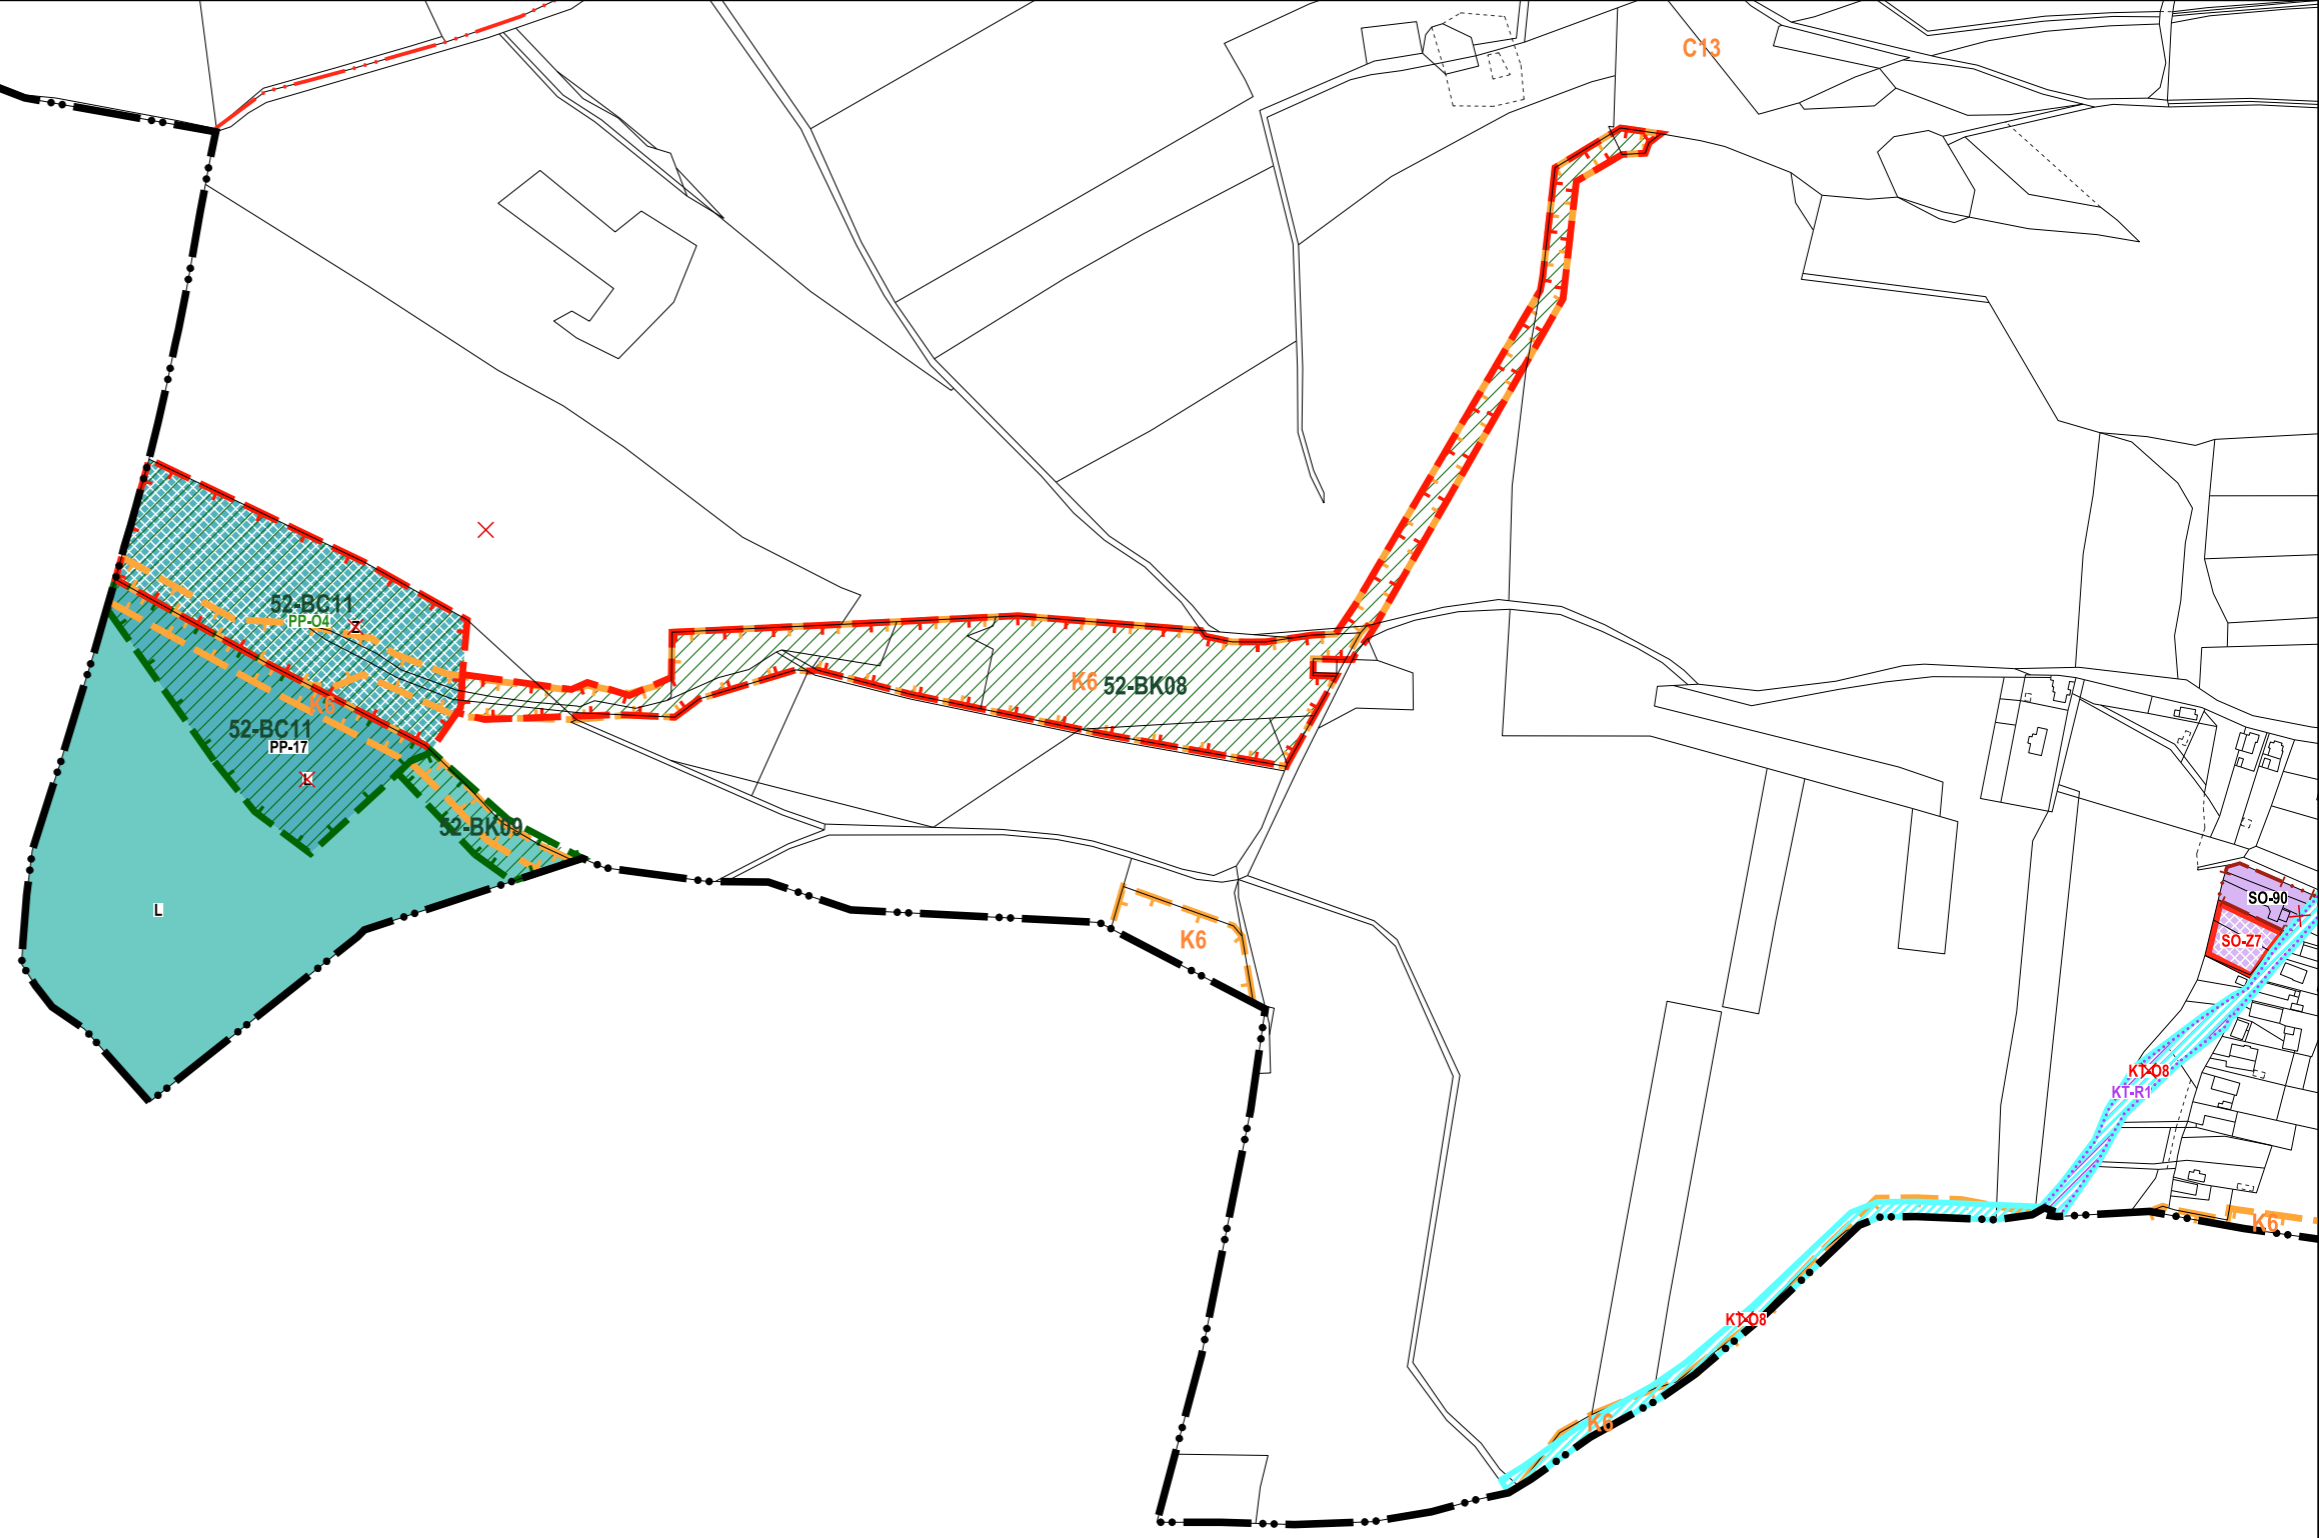 C13
52-BC11
PP-O4
Z
K6
52-BK08
K6
52-BC11
PP-17
L
52-BK09
L
K6
SO-90
SO-Z7
KT-O8
KT-R1
K6
KT-O8
K6